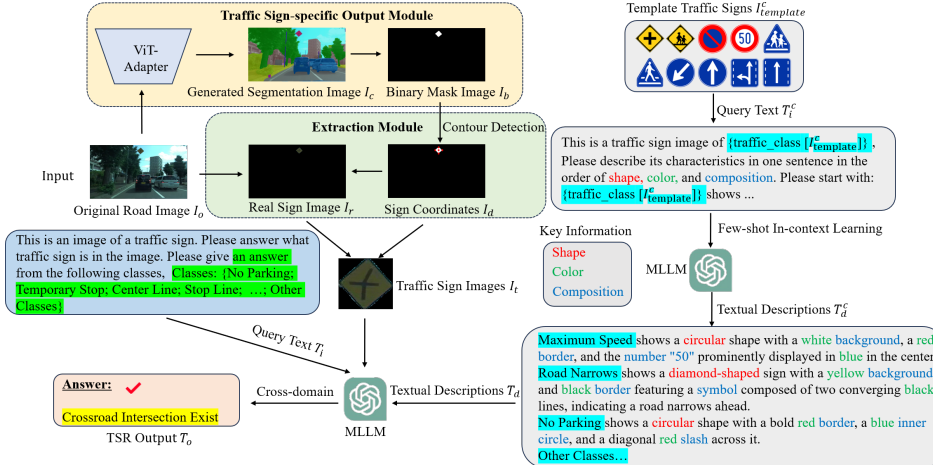 Traffic Sign-specific Output Module
ViT-
Adapter
Generated Segmentation Image I_c
Binary Mask Image I_b
Extraction Module
Contour Detection
Input
Original Road Image I_o
Real Sign Image I_r
Sign Coordinates I_d
This is an image of a traffic sign. Please answer what
traffic sign is in the image. Please give an answer
from the following classes, Classes: {No Parking;
Temporary Stop; Center Line; Stop Line; …; Other
Classes}
Traffic Sign Images I_t
Query Text T_i
Answer:
Crossroad Intersection Exist
TSR Output T_o
Cross-domain
MLLM
Textual Descriptions T_d
Template Traffic Signs I^c_template
50
Query Text T_i^c
This is a traffic sign image of {traffic_class [I^c_template]} ,
Please describe its characteristics in one sentence in the
order of shape, color, and composition. Please start with:
{traffic_class [I^c_template]} shows ...
Key Information
Shape
Color
Composition
Few-shot In-context Learning
MLLM
Textual Descriptions T_d^c
Maximum Speed shows a circular shape with a white background, a red
border, and the number "50" prominently displayed in blue in the center
Road Narrows shows a diamond-shaped sign with a yellow background
and black border featuring a symbol composed of two converging black
lines, indicating a road narrows ahead.
No Parking shows a circular shape with a bold red border, a blue inner
circle, and a diagonal red slash across it.
Other Classes…